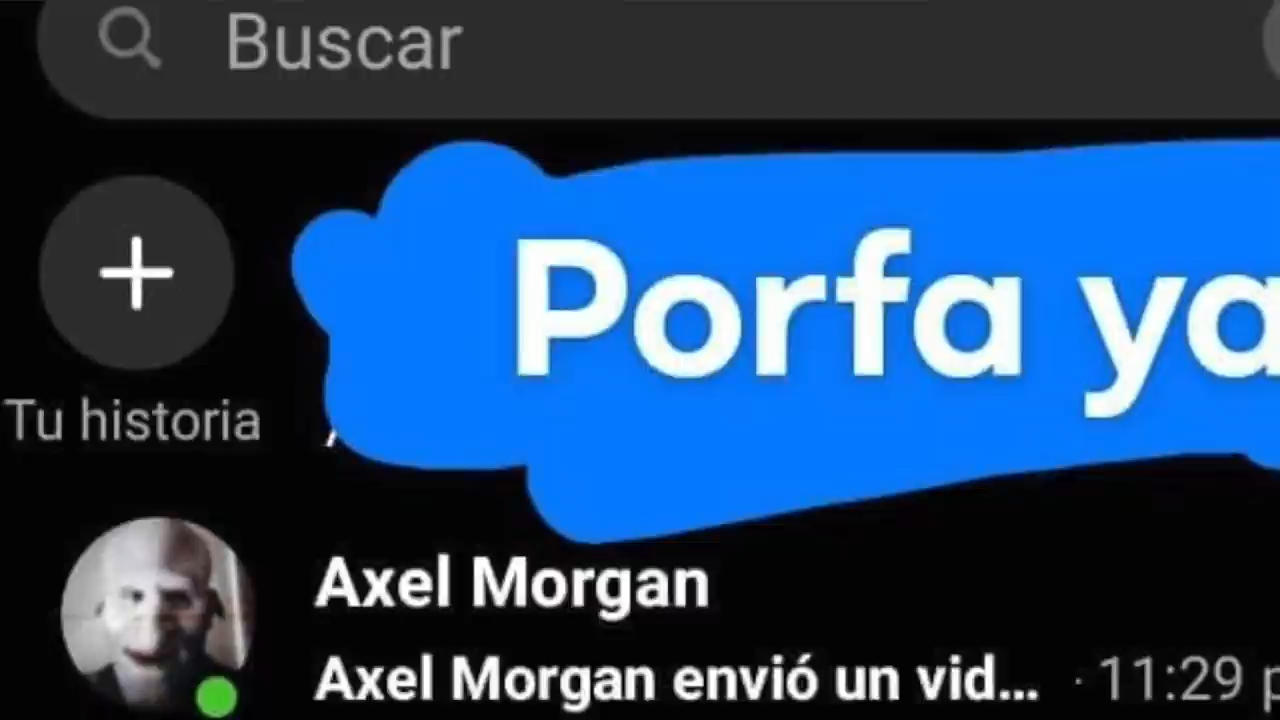 Buscar
Porfa ya
Tu historia
Axel Morgan
Axel Morgan envió un vid... · 11:29 p